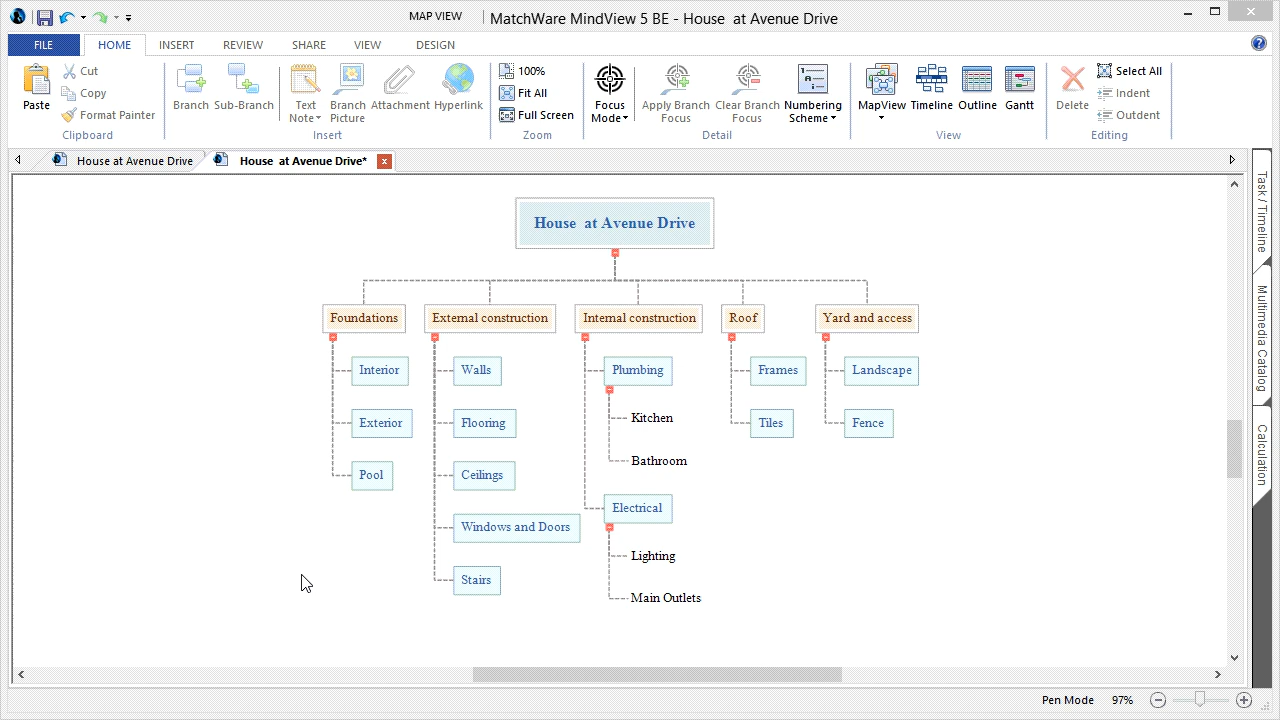 MAP VIEW
MatchWare MindView 5 BE - House  at Avenue Drive
FILE
HOME
INSERT
REVIEW
SHARE
VIEW
DESIGN
Paste
Cut
Copy
Format Painter
Clipboard
Branch
Sub-Branch
Text
Note
Branch
Picture
Attachment
Hyperlink
Insert
100%
Fit All
Full Screen
Zoom
Focus
Mode
Apply Branch
Focus
Clear Branch
Focus
Numbering
Scheme
Detail
MapView
Timeline
Outline
Gantt
View
Delete
Select All
Indent
Outdent
Editing
House at Avenue Drive
House  at Avenue Drive*
House  at Avenue Drive
Foundations
External construction
Internal construction
Roof
Yard and access
Interior
Walls
Plumbing
Frames
Landscape
Kitchen
Exterior
Flooring
Tiles
Fence
Bathroom
Pool
Ceilings
Electrical
Windows and Doors
Lighting
Stairs
Main Outlets
Task / Timeline
Multimedia Catalog
Calculation
Pen Mode
97%